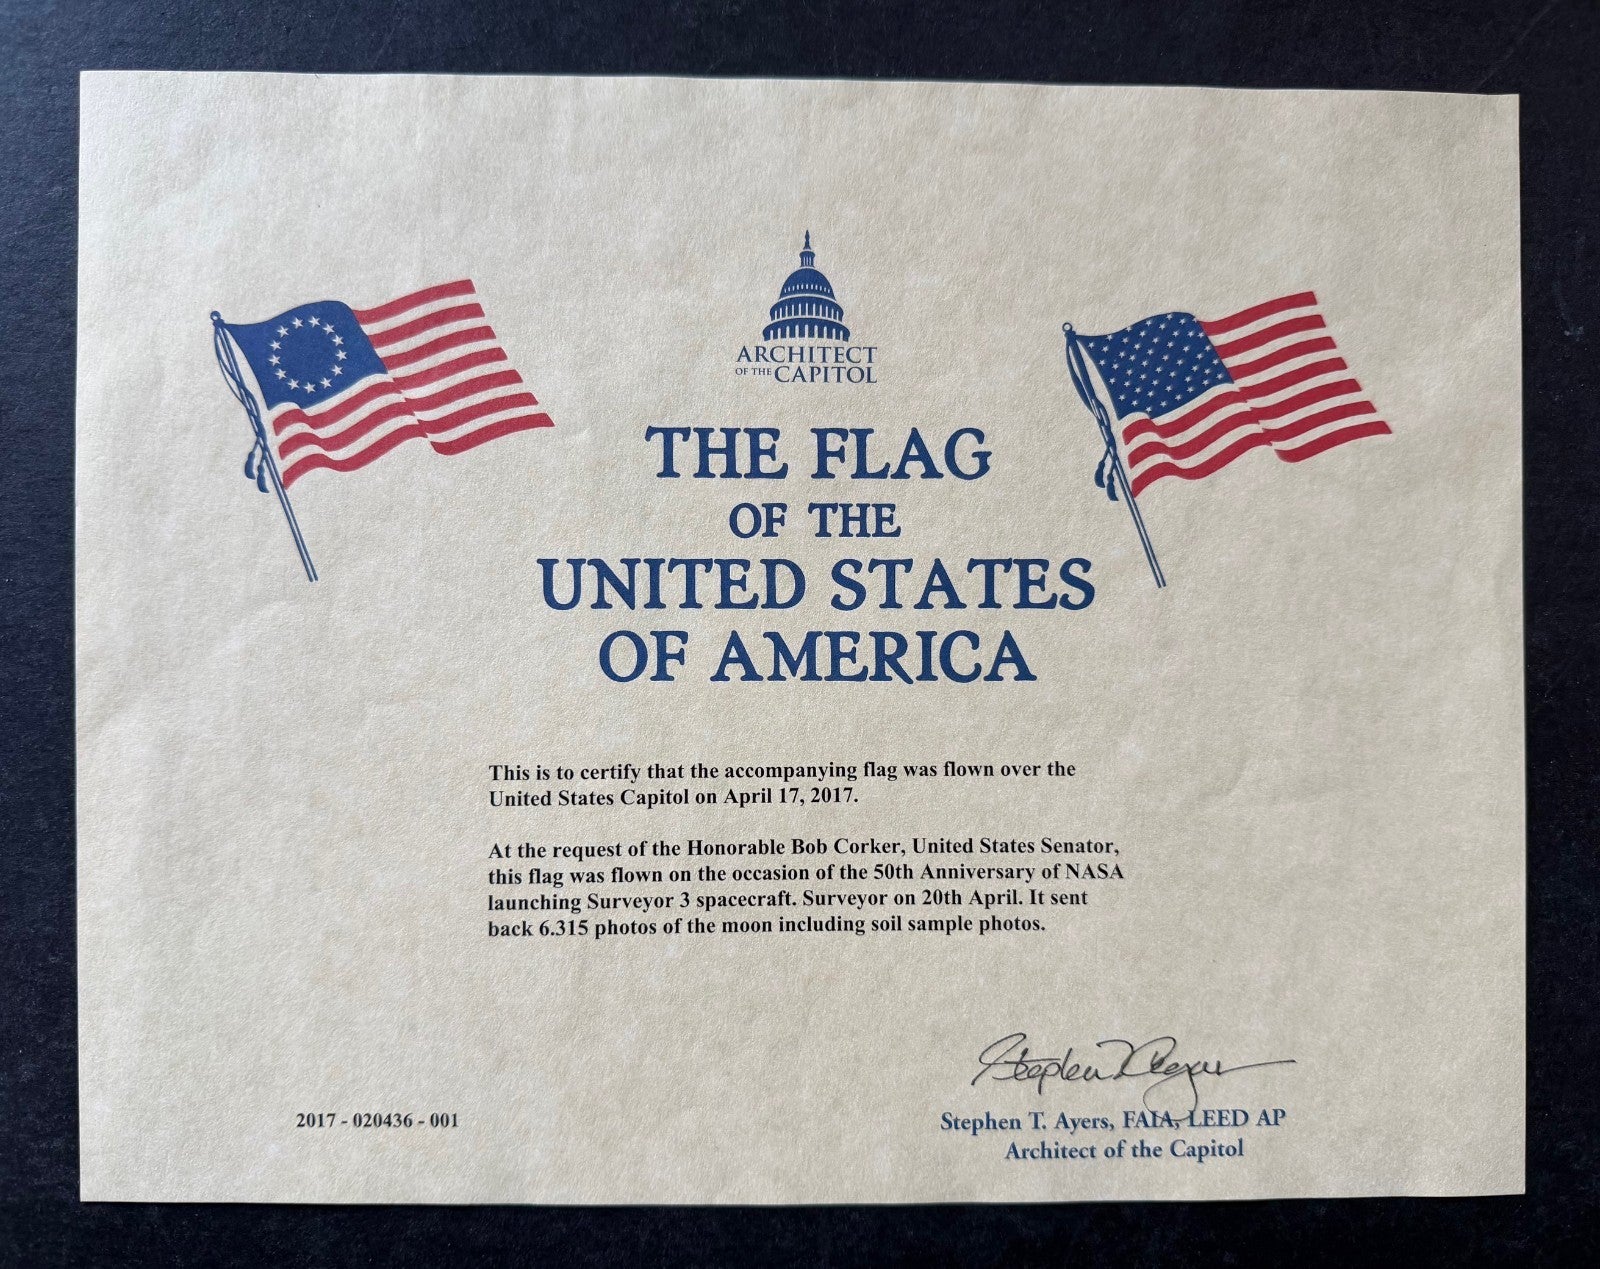 ARCHITECT
OF THE CAPITOL
THE FLAG
OF THE
UNITED STATES
OF AMERICA
This is to certify that the accompanying flag was flown over the
United States Capitol on April 17, 2017.
At the request of the Honorable Bob Corker, United States Senator,
this flag was flown on the occasion of the 50th Anniversary of NASA
launching Surveyor 3 spacecraft. Surveyor on 20th April. It sent
back 6.315 photos of the moon including soil sample photos.
Stephen T. Ayers
2017 - 020436 - 001
Stephen T. Ayers, FAIA, LEED AP
Architect of the Capitol